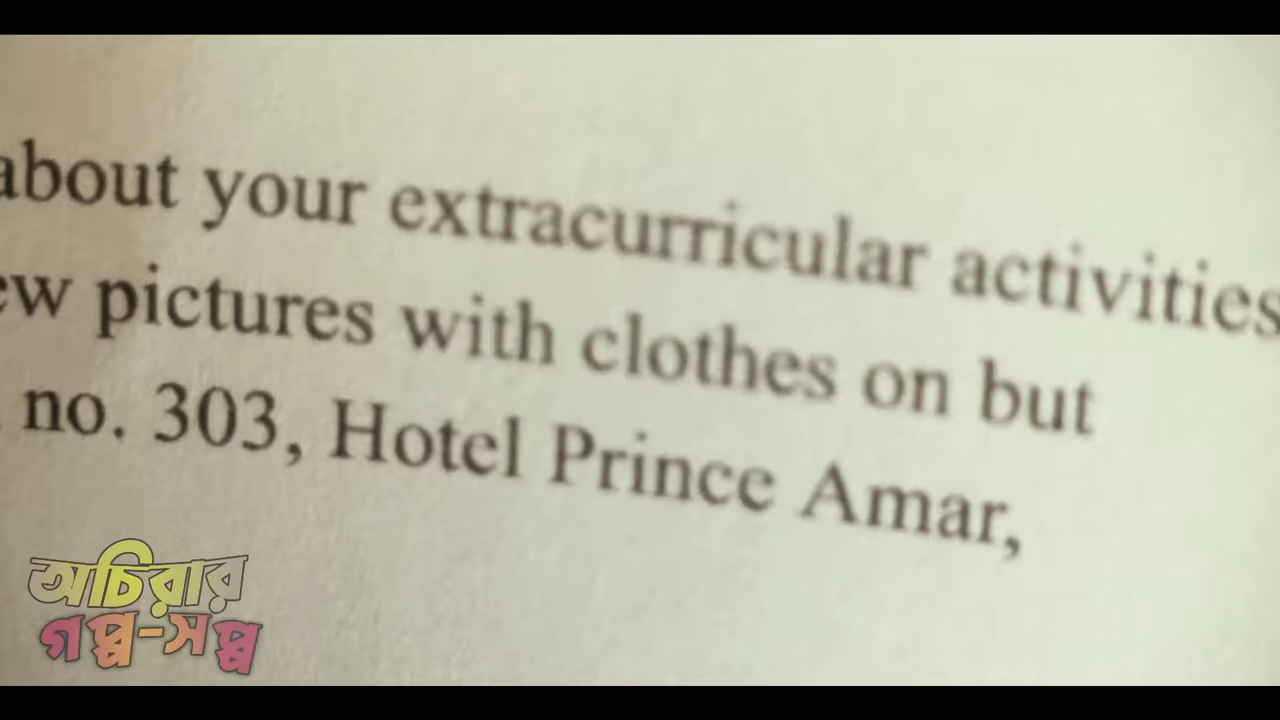 about your extracurricular activities
pictures with clothes on but
no. 303, Hotel Prince Amar,
অচিরার
গল্প-সল্প